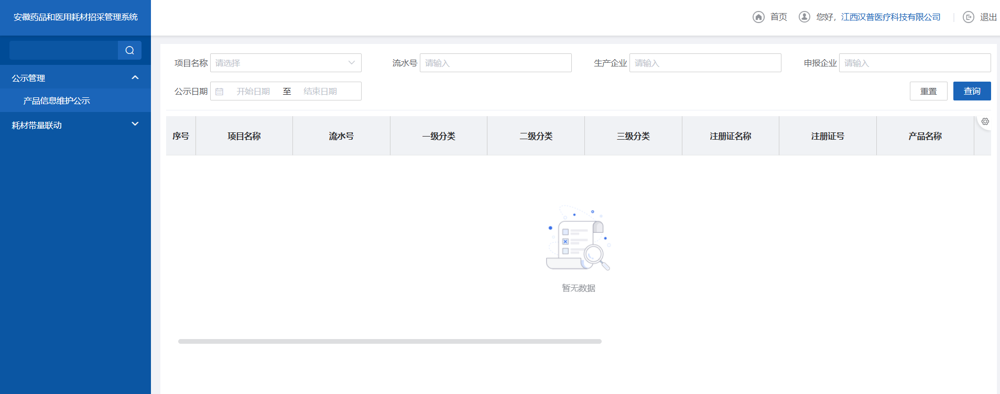 安徽药品和医用耗材招采管理系统
首页
您好，江西汉普医疗科技有限公司
退出
公示管理
产品信息维护公示
耗材带量联动
项目名称 请选择
流水号 请输入
生产企业 请输入
申报企业 请输入
公示日期 开始日期 至 结束日期
重置 查询
序号 项目名称 流水号 一级分类 二级分类 三级分类 注册证名称 注册证号 产品名称
暂无数据